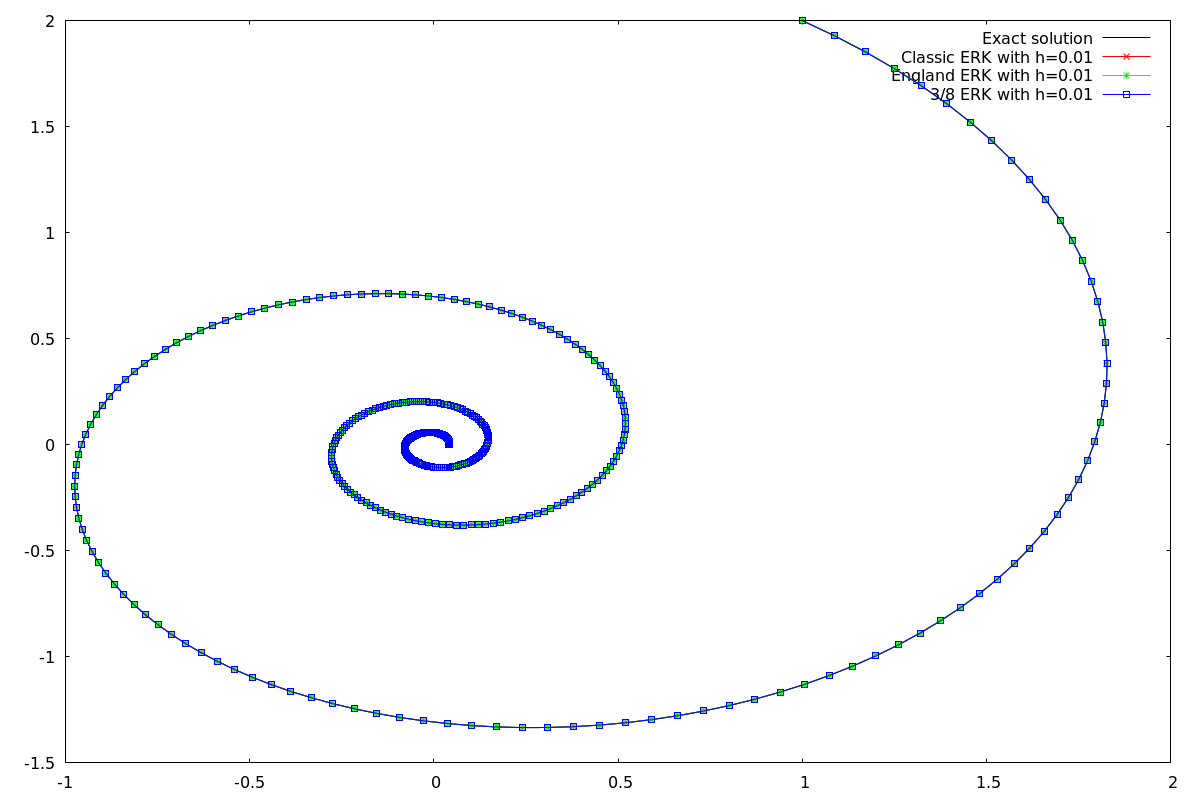 2
1.5
1
0.5
0
-0.5
-1
-1.5
Exact solution
Classic ERK with h=0.01
England ERK with h=0.01
3/8 ERK with h=0.01
-1 -0.5 0 0.5 1 1.5 2